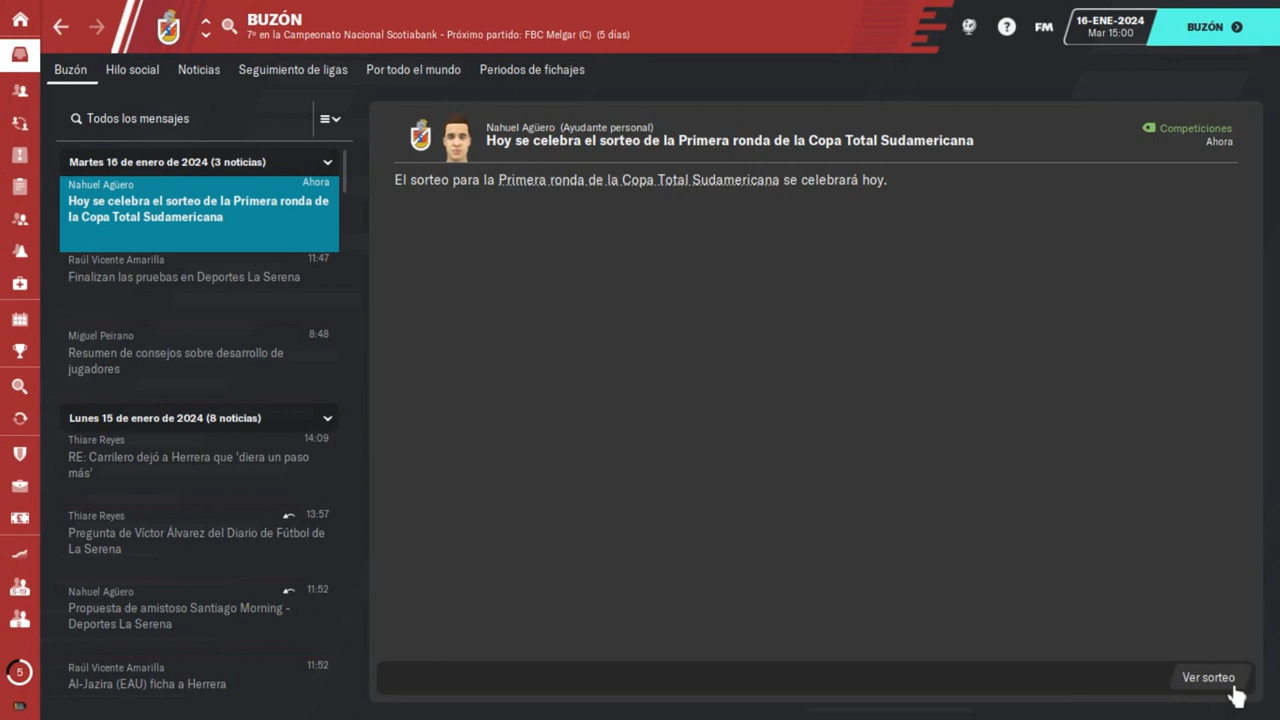 BUZÓN
7º en la Campeonato Nacional Scotiabank - Próximo partido: FBC Melgar (C) (5 días)
FM
16-ENE-2024
Mar 15:00
BUZÓN
Buzón
Hilo social
Noticias
Seguimiento de ligas
Por todo el mundo
Periodos de fichajes
Todos los mensajes
Martes 16 de enero de 2024 (3 noticias)
Nahuel Agüero
Ahora
Hoy se celebra el sorteo de la Primera ronda de
la Copa Total Sudamericana
Raúl Vicente Amarilla
11:47
Finalizan las pruebas en Deportes La Serena
Miguel Peirano
8:48
Resumen de consejos sobre desarrollo de
jugadores
Lunes 15 de enero de 2024 (8 noticias)
Thiare Reyes
14:09
RE: Carrilero dejó a Herrera que 'diera un paso
más'
Thiare Reyes
13:57
Pregunta de Víctor Álvarez del Diario de Fútbol de
La Serena
Nahuel Agüero
11:52
Propuesta de amistoso Santiago Morning -
Deportes La Serena
Raúl Vicente Amarilla
11:52
Al-Jazira (EAU) ficha a Herrera
Nahuel Agüero (Ayudante personal)
Hoy se celebra el sorteo de la Primera ronda de la Copa Total Sudamericana
Competiciones
Ahora
El sorteo para la Primera ronda de la Copa Total Sudamericana se celebrará hoy.
Ver sorteo
5